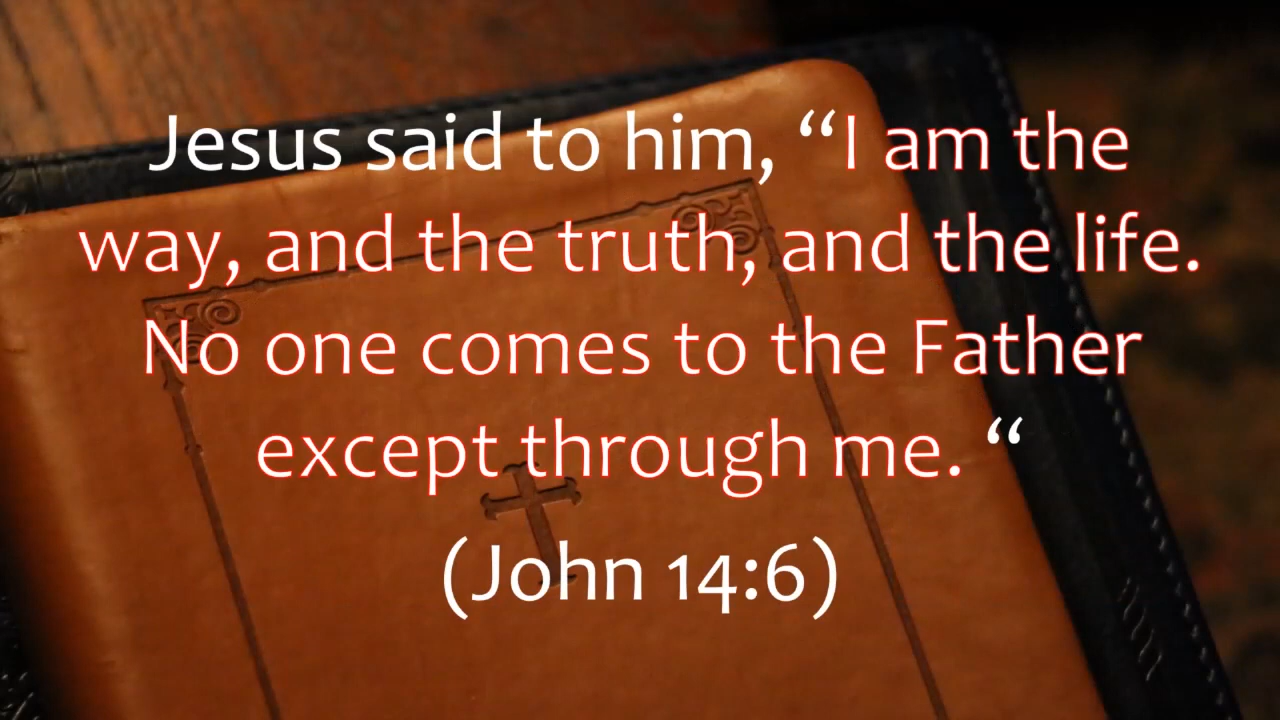 Jesus said to him, “I am the
way, and the truth, and the life.
No one comes to the Father
except through me. “
(John 14:6)